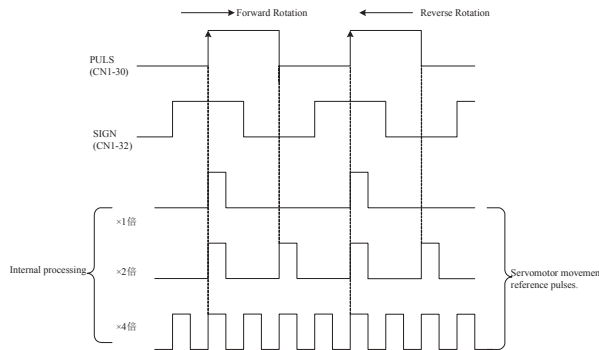 Forward Rotation
Reverse Rotation
PULS
(CN1-30)
SIGN
(CN1-32)
×1倍
Internal processing
×2倍
Servomotor movement
reference pulses.
×4倍